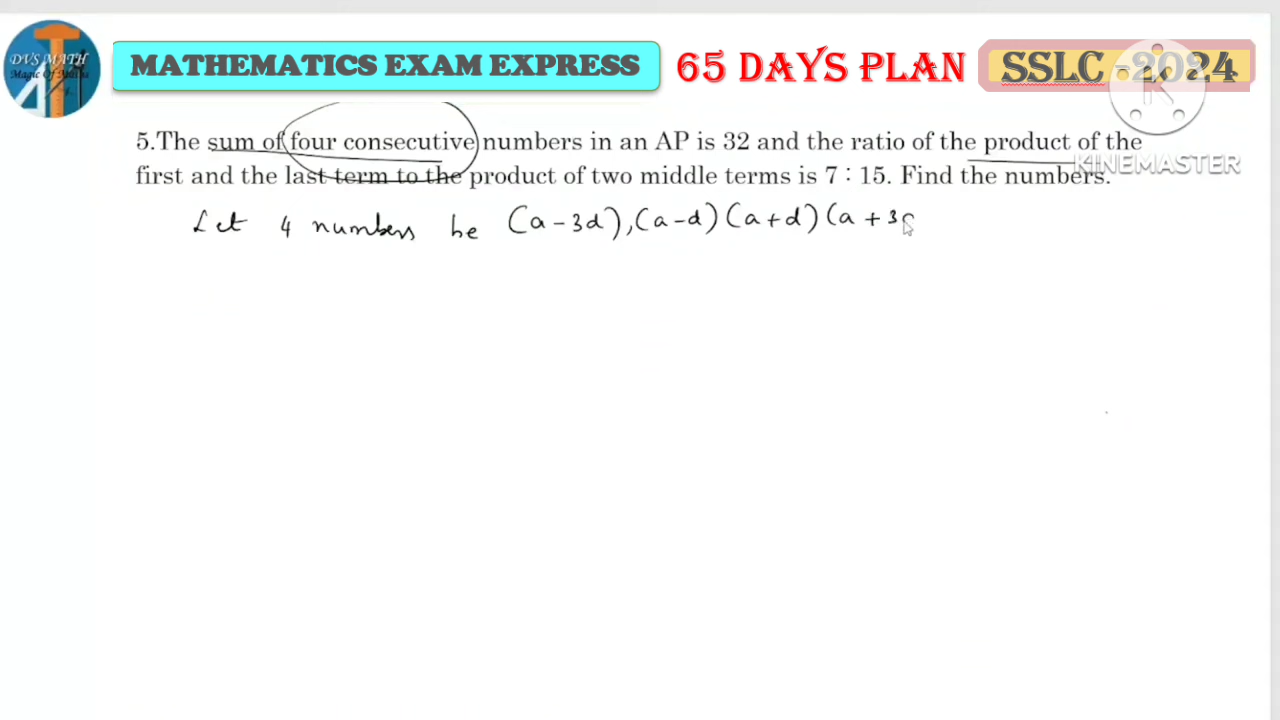 DVS MATH
MATHEMATICS EXAM EXPRESS 65 DAYS PLAN SSLC -2024
KINEMASTER
5.The sum of four consecutive numbers in an AP is 32 and the ratio of the product of the
first and the last term to the product of two middle terms is 7 : 15. Find the numbers.
Let 4 numbers be (a - 3d), (a - d) (a + d) (a + 3